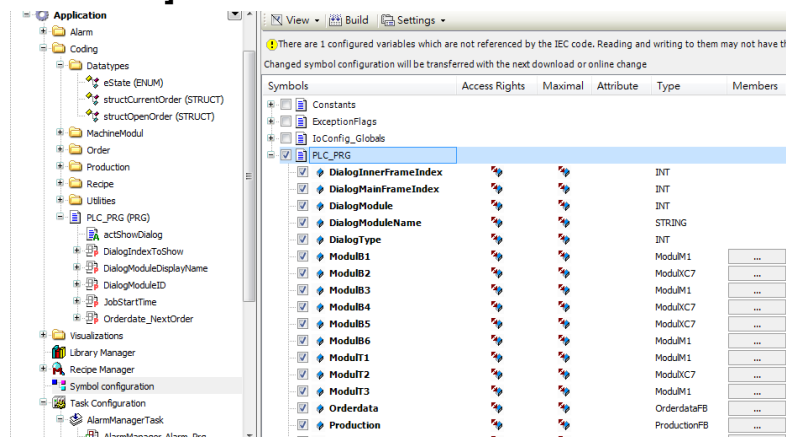 Application
Alarm
Coding
Datatypes
eState (ENUM)
structCurrentOrder (STRUCT)
structOpenOrder (STRUCT)
MachineModul
Order
Production
Recipe
Utilities
PLC_PRG (PRG)
actShowDialog
DialogIndexToShow
DialogModuleDisplayName
DialogModuleID
JobStartTime
Orderdate_NextOrder
Visualizations
Library Manager
Recipe Manager
Symbol configuration
Task Configuration
AlarmManagerTask
AlarmManager.Alarm_Prg
View Build Settings
There are 1 configured variables which are not referenced by the IEC code. Reading and writing to them may not have th
Changed symbol configuration will be transferred with the next download or online change
Symbols Access Rights Maximal Attribute Type Members
Constants
ExceptionFlags
IoConfig_Globals
PLC_PRG
DialogInnerFrameIndex INT
DialogMainFrameIndex INT
DialogModule INT
DialogModuleName STRING
DialogType INT
ModulB1 ModulM1 ...
ModulB2 ModulXC7 ...
ModulB3 ModulM1 ...
ModulB4 ModulXC7 ...
ModulB5 ModulXC7 ...
ModulB6 ModulM1 ...
ModulT1 ModulM1 ...
ModulT2 ModulXC7 ...
ModulT3 ModulM1 ...
Orderdata OrderdataFB ...
Production ProductionFB ...